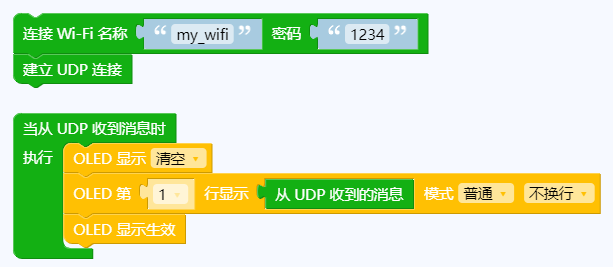 连接 Wi-Fi 名称 “ my_wifi ” 密码 “ 1234 ”
建立 UDP 连接
当从 UDP 收到消息时
执行 OLED 显示 清空
OLED 第 1 行显示 从 UDP 收到的消息 模式 普通 不换行
OLED 显示生效